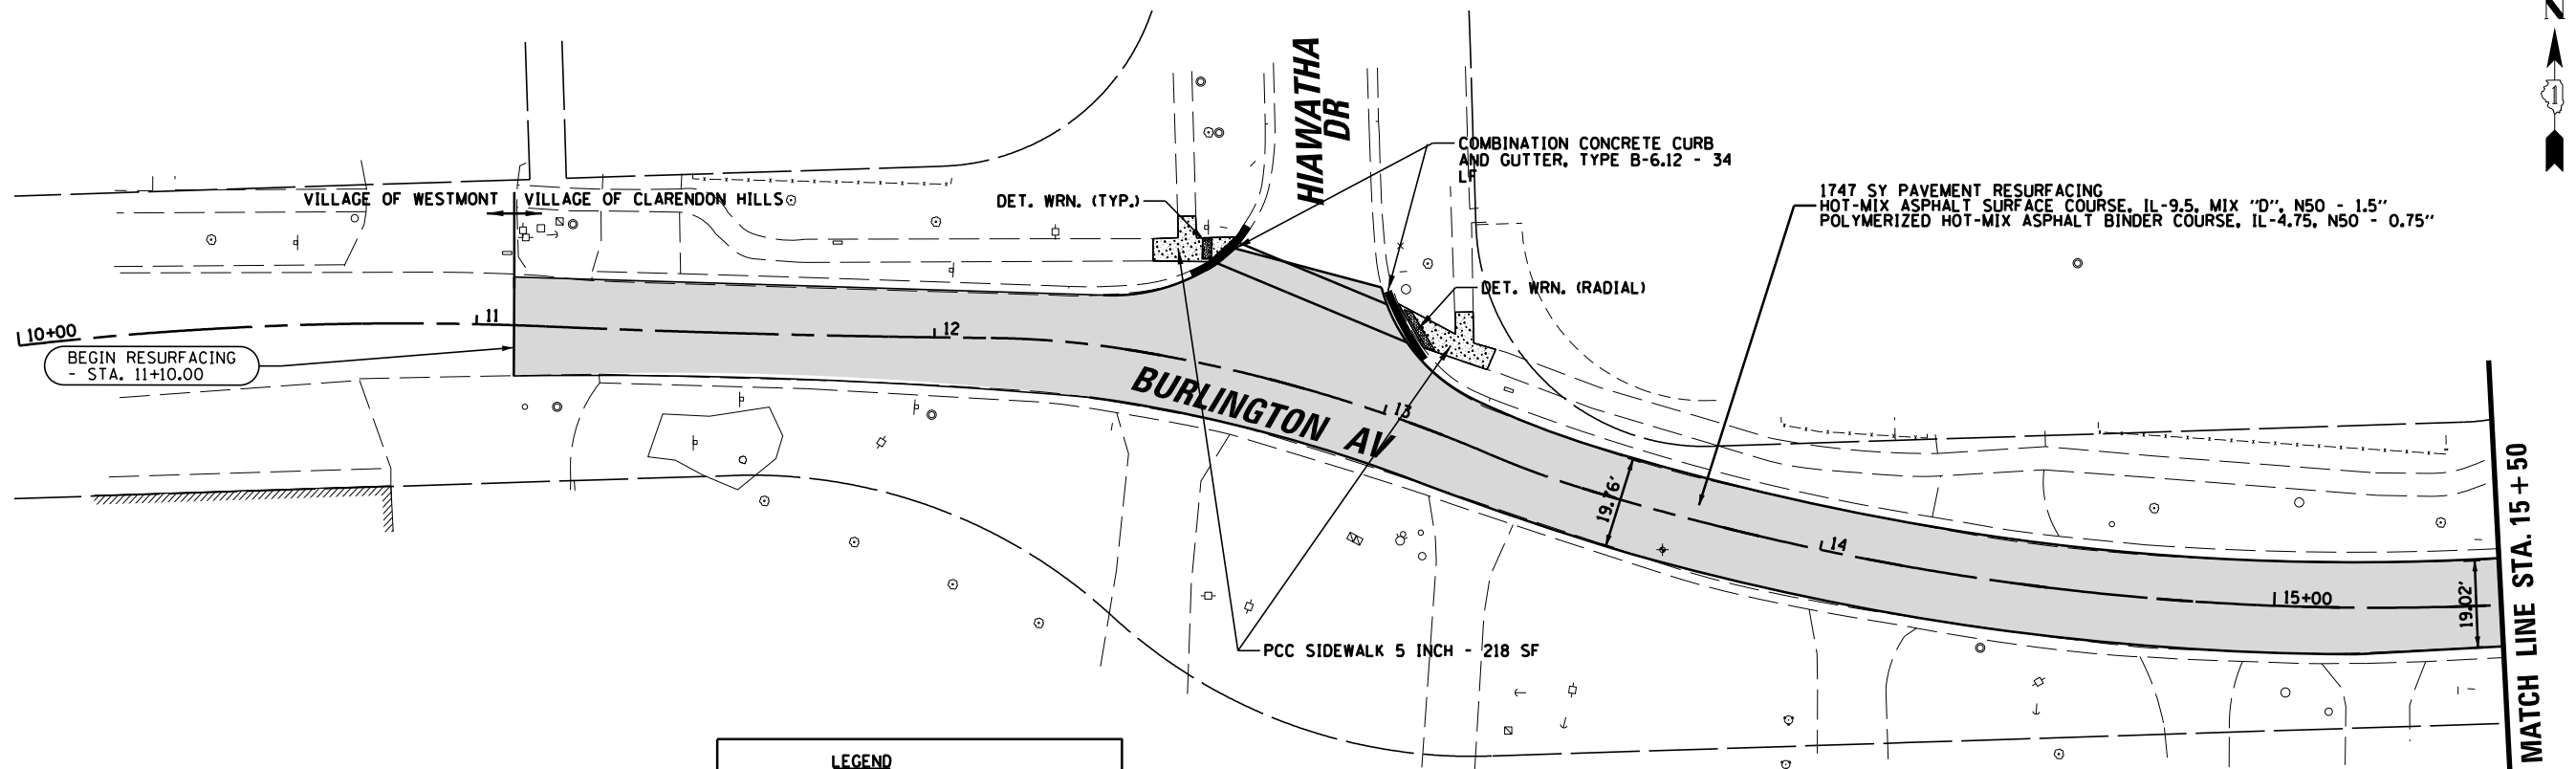 N
1
HIAWATHA
DR
COMBINATION CONCRETE CURB
AND GUTTER, TYPE B-6.12 - 34
LF
1747 SY PAVEMENT RESURFACING
HOT-MIX ASPHALT SURFACE COURSE, IL-9.5, MIX "D", N50 - 1.5"
POLYMERIZED HOT-MIX ASPHALT BINDER COURSE, IL-4.75, N50 - 0.75"
VILLAGE OF WESTMONT
VILLAGE OF CLARENDON HILLS
DET. WRN. (TYP.)
DET. WRN. (RADIAL)
10+00
11
12
BEGIN RESURFACING
- STA. 11+10.00
BURLINGTON AV
13
19.76'
14
15+00
19.02'
MATCH LINE STA. 15+50
PCC SIDEWALK 5 INCH - 218 SF
LEGEND